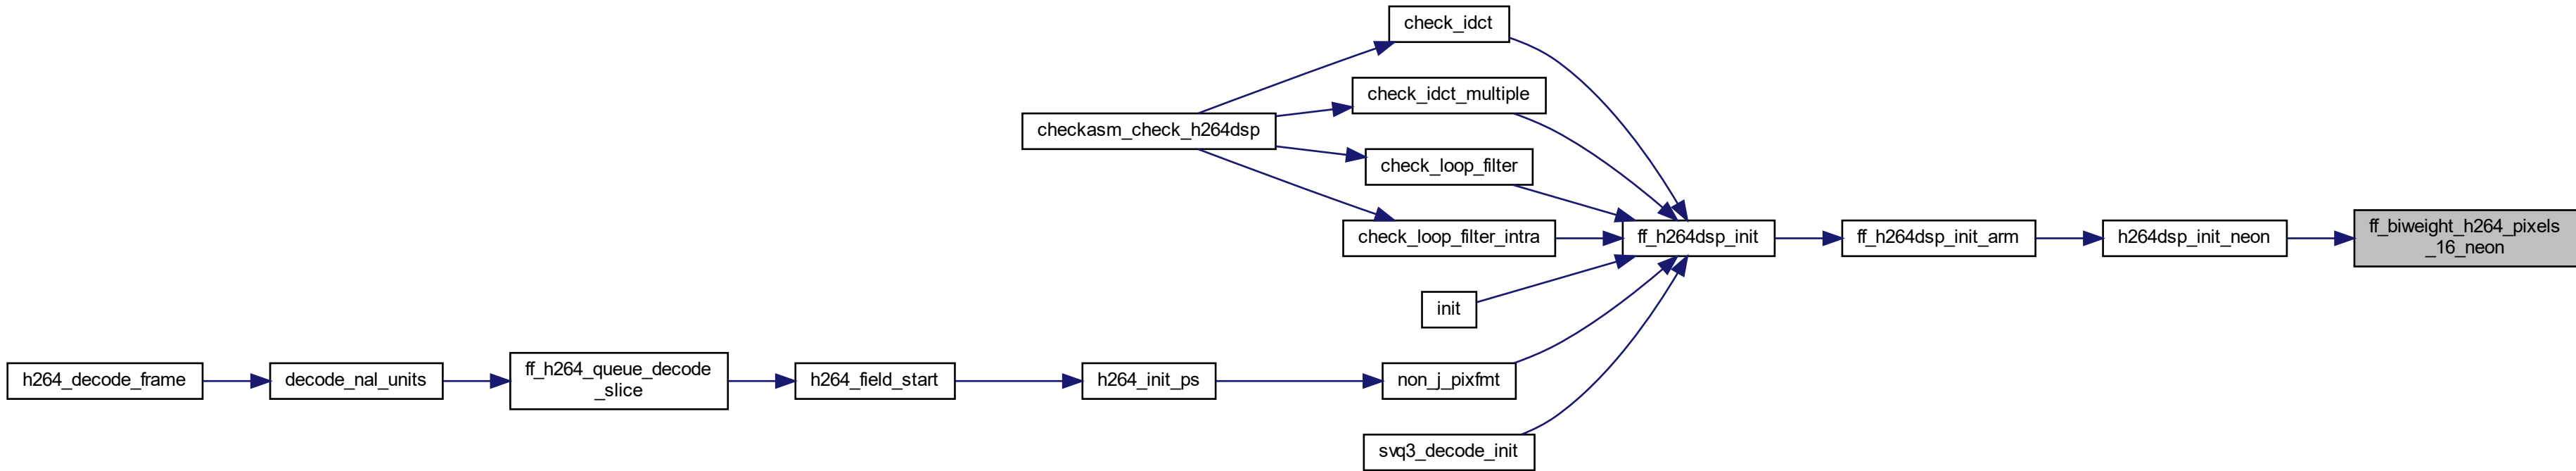 check_idct
check_idct_multiple
checkasm_check_h264dsp
check_loop_filter
check_loop_filter_intra
ff_h264dsp_init
ff_h264dsp_init_arm
h264dsp_init_neon
ff_biweight_h264_pixels
_16_neon
init
h264_decode_frame
decode_nal_units
ff_h264_queue_decode
_slice
h264_field_start
h264_init_ps
non_j_pixfmt
svq3_decode_init